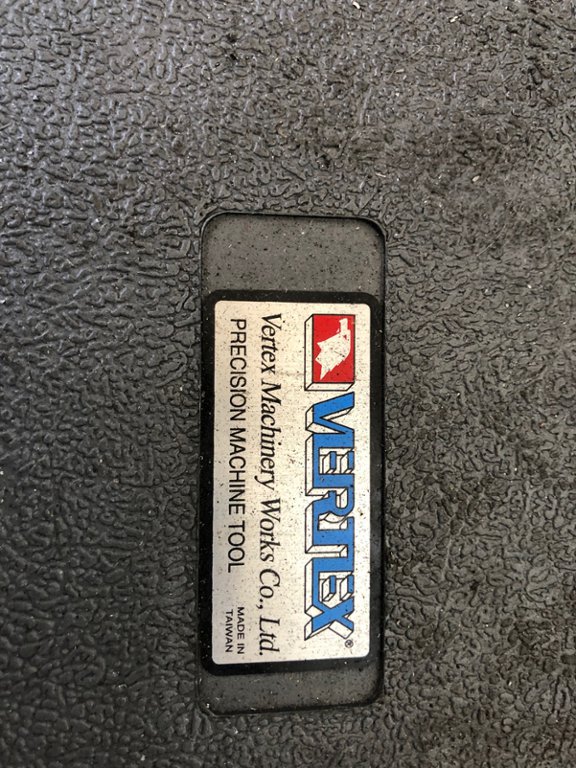 VERTEX®
Vertex Machinery Works Co., Ltd.
PRECISION MACHINE TOOL
MADE IN
TAIWAN